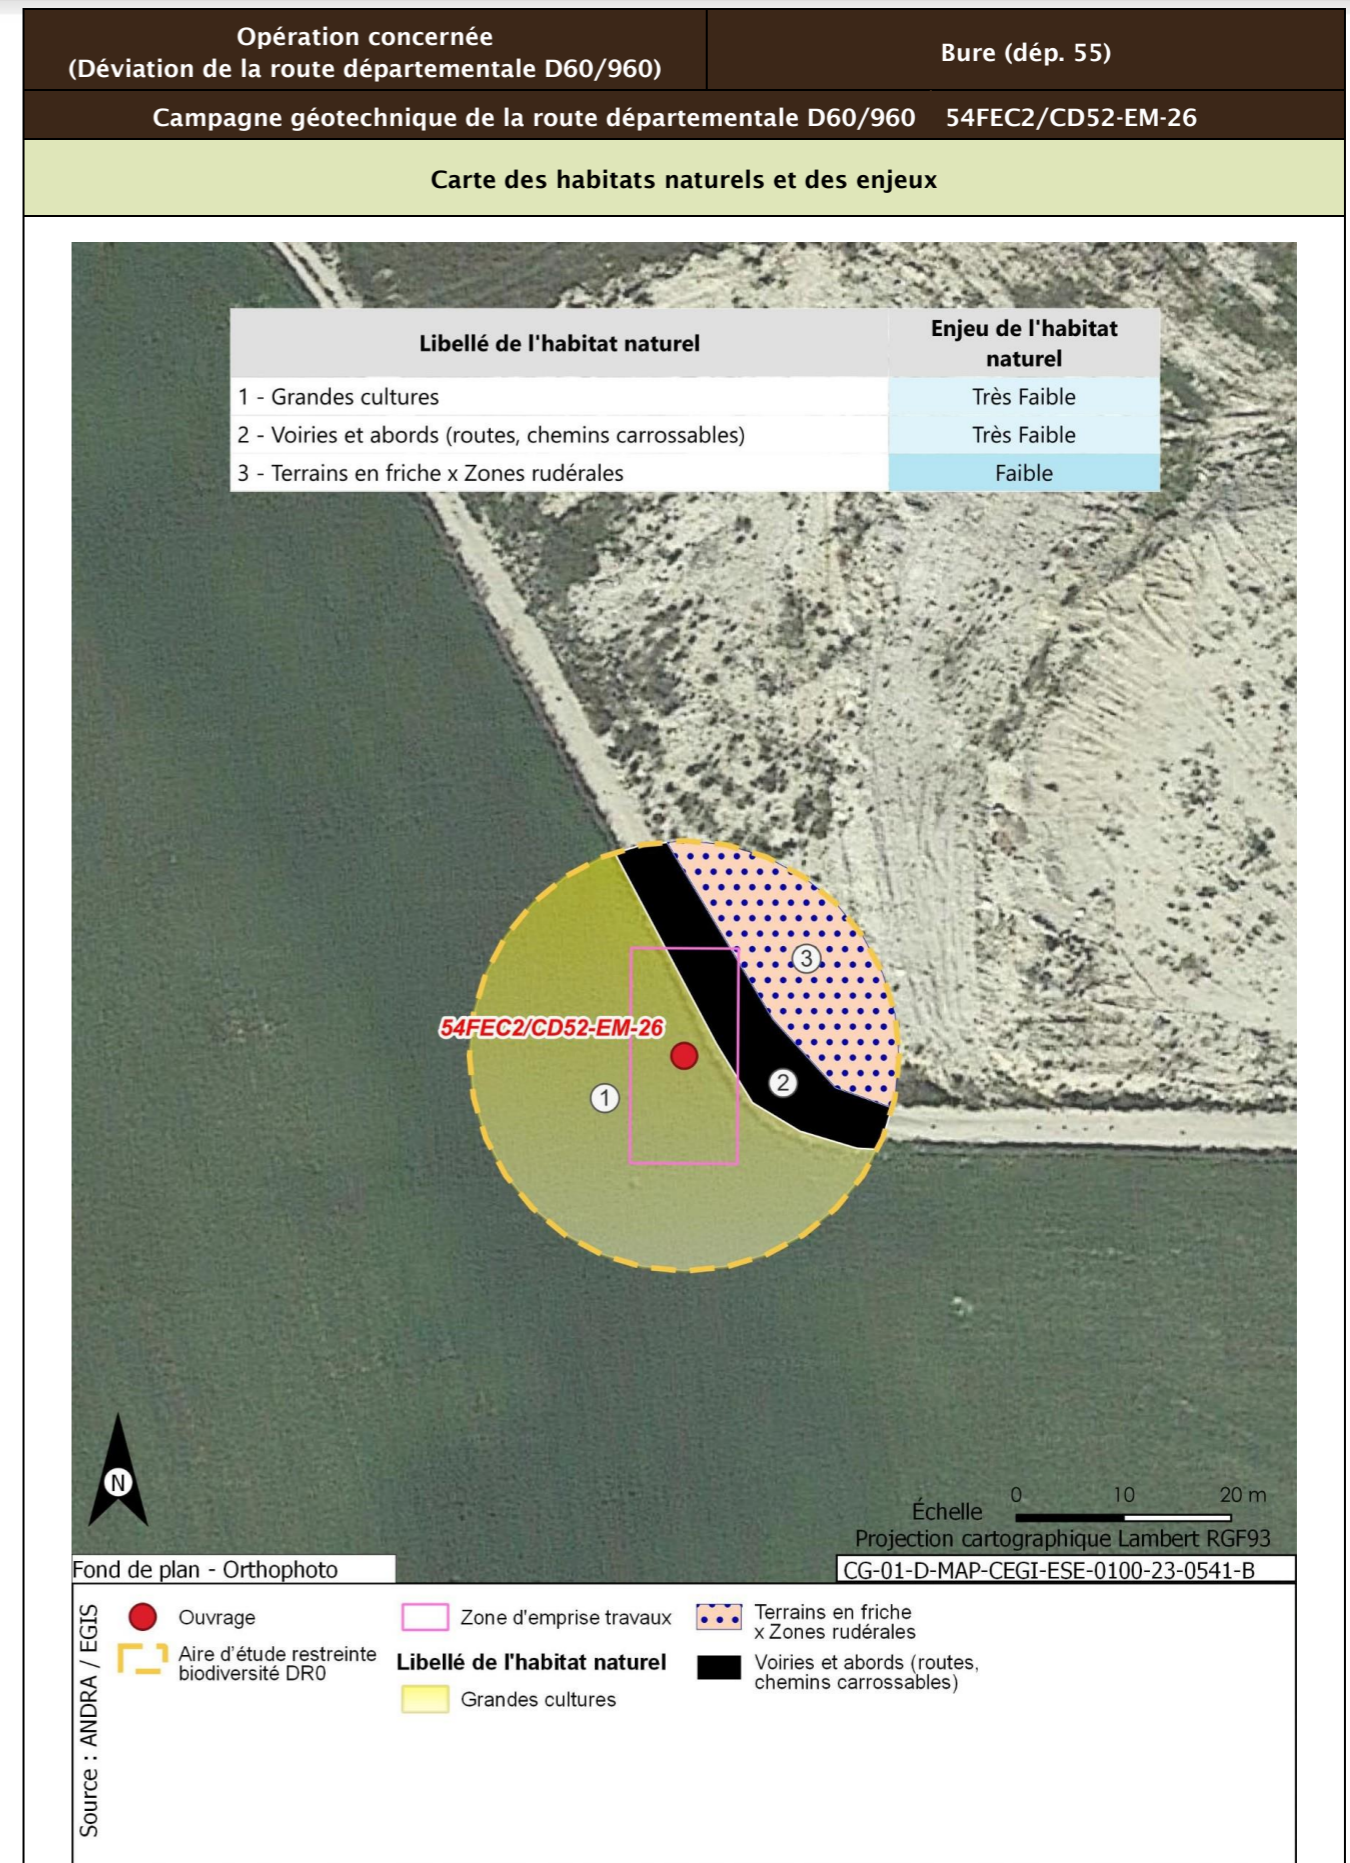 Opération concernée
(Déviation de la route départementale D60/960)
Bure (dép. 55)
Campagne géotechnique de la route départementale D60/960 54FEC2/CD52-EM-26
Carte des habitats naturels et des enjeux
Libellé de l'habitat naturel
Enjeu de l'habitat
naturel
1 - Grandes cultures
Très Faible
2 - Voiries et abords (routes, chemins carrossables)
Très Faible
3 - Terrains en friche x Zones rudérales
Faible
3
54FEC2/CD52-EM-26
2
1
N
0 10 20 m
Échelle
Projection cartographique Lambert RGF93
Fond de plan - Orthophoto
CG-01-D-MAP-CEGI-ESE-0100-23-0541-B
Source : ANDRA / EGIS
Ouvrage
Aire d'étude restreinte
biodiversité DR0
Zone d'emprise travaux
Libellé de l'habitat naturel
Grandes cultures
Terrains en friche
x Zones rudérales
Voiries et abords (routes,
chemins carrossables)